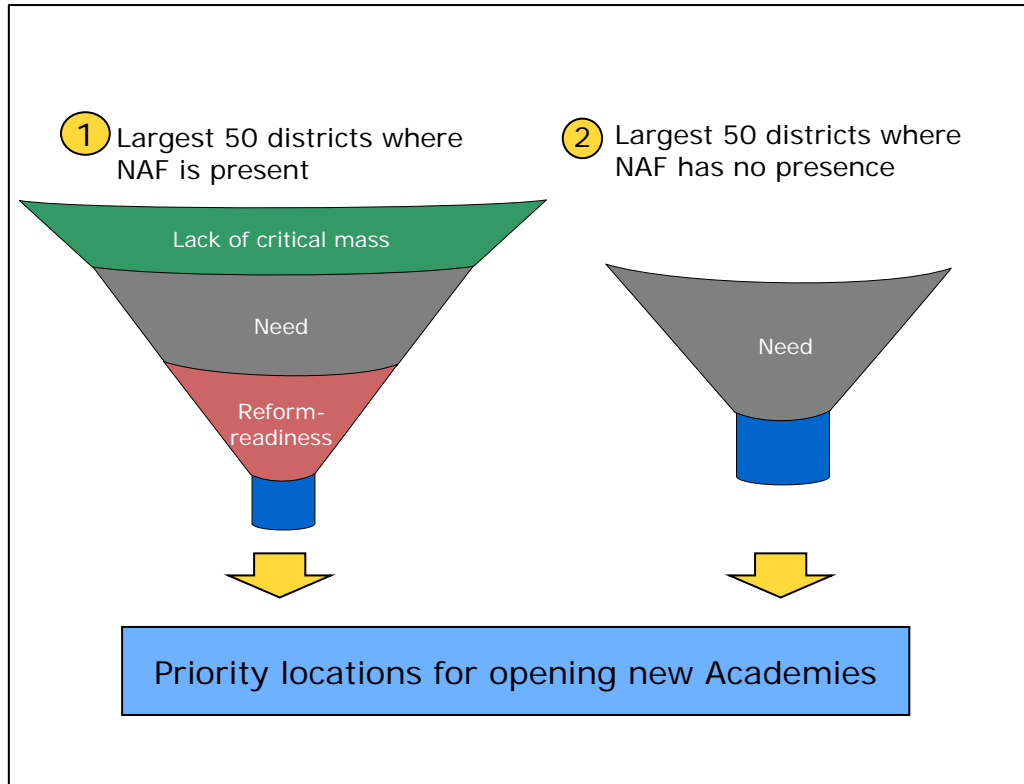 1
Largest 50 districts where
NAF is present
Lack of critical mass
Need
Reform-
readiness
2
Largest 50 districts where
NAF has no presence
Need
Priority locations for opening new Academies